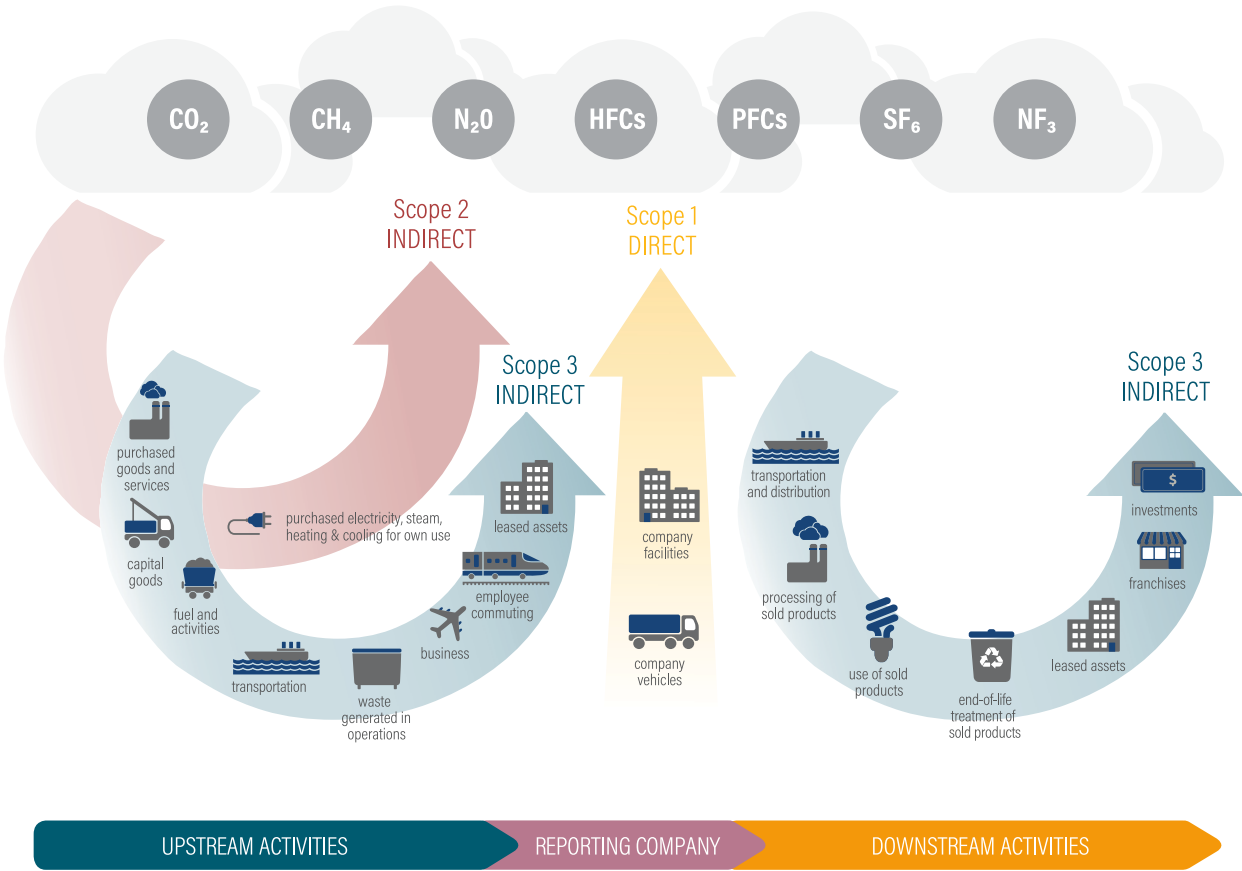 CO₂
CH₄
N₂0
HFCs
PFCs
SF₆
NF₃
Scope 2
INDIRECT
Scope 1
DIRECT
Scope 3
INDIRECT
Scope 3
INDIRECT
purchased
goods and
services
capital
goods
fuel and
activities
transportation
waste
generated in
operations
business
employee
commuting
leased assets
purchased electricity, steam,
heating & cooling for own use
company
facilities
company
vehicles
transportation
and distribution
processing of
sold products
use of sold
products
end-of-life
treatment of
sold products
leased assets
franchises
$
investments
UPSTREAM ACTIVITIES
REPORTING COMPANY
DOWNSTREAM ACTIVITIES